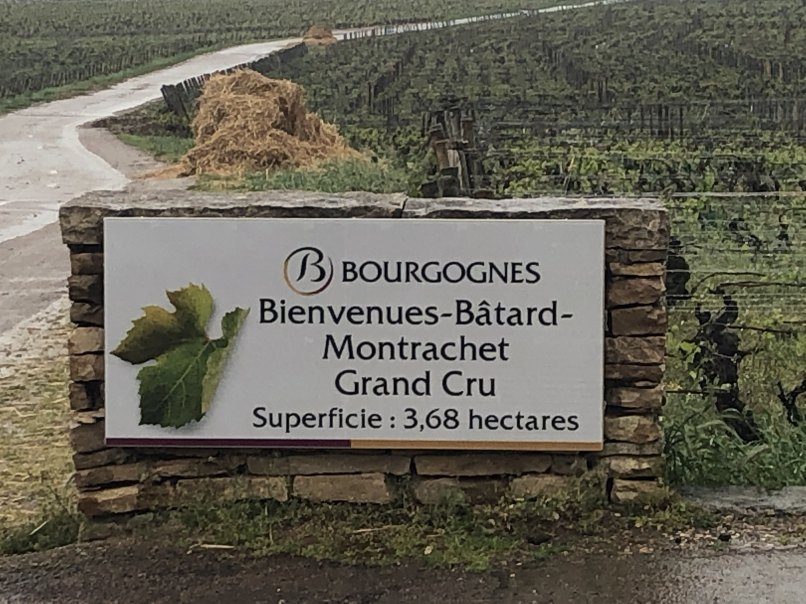 B BOURGOGNES
Bienvenues-Bâtard-
Montrachet
Grand Cru
Superficie : 3,68 hectares